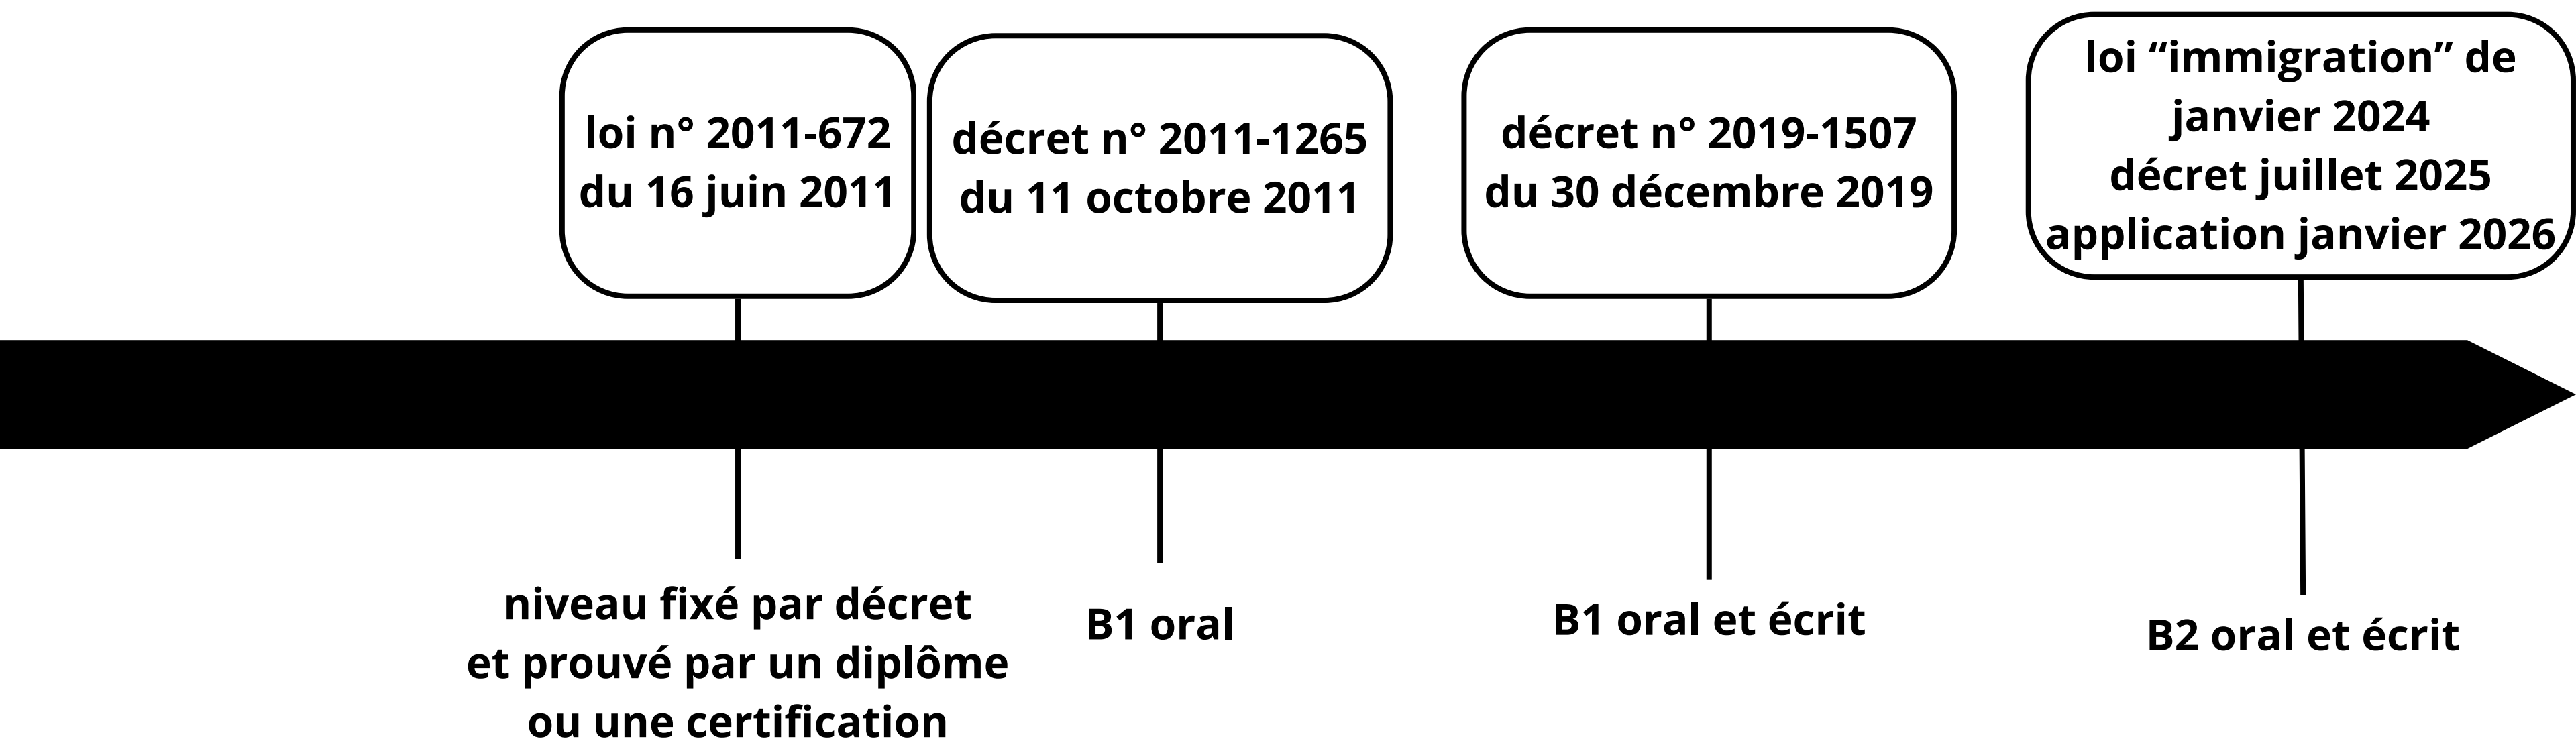 loi n° 2011-672
du 16 juin 2011
décret n° 2011-1265
du 11 octobre 2011
décret n° 2019-1507
du 30 décembre 2019
loi “immigration” de
janvier 2024
décret juillet 2025
application janvier 2026
niveau fixé par décret
et prouvé par un diplôme
ou une certification
B1 oral
B1 oral et écrit
B2 oral et écrit